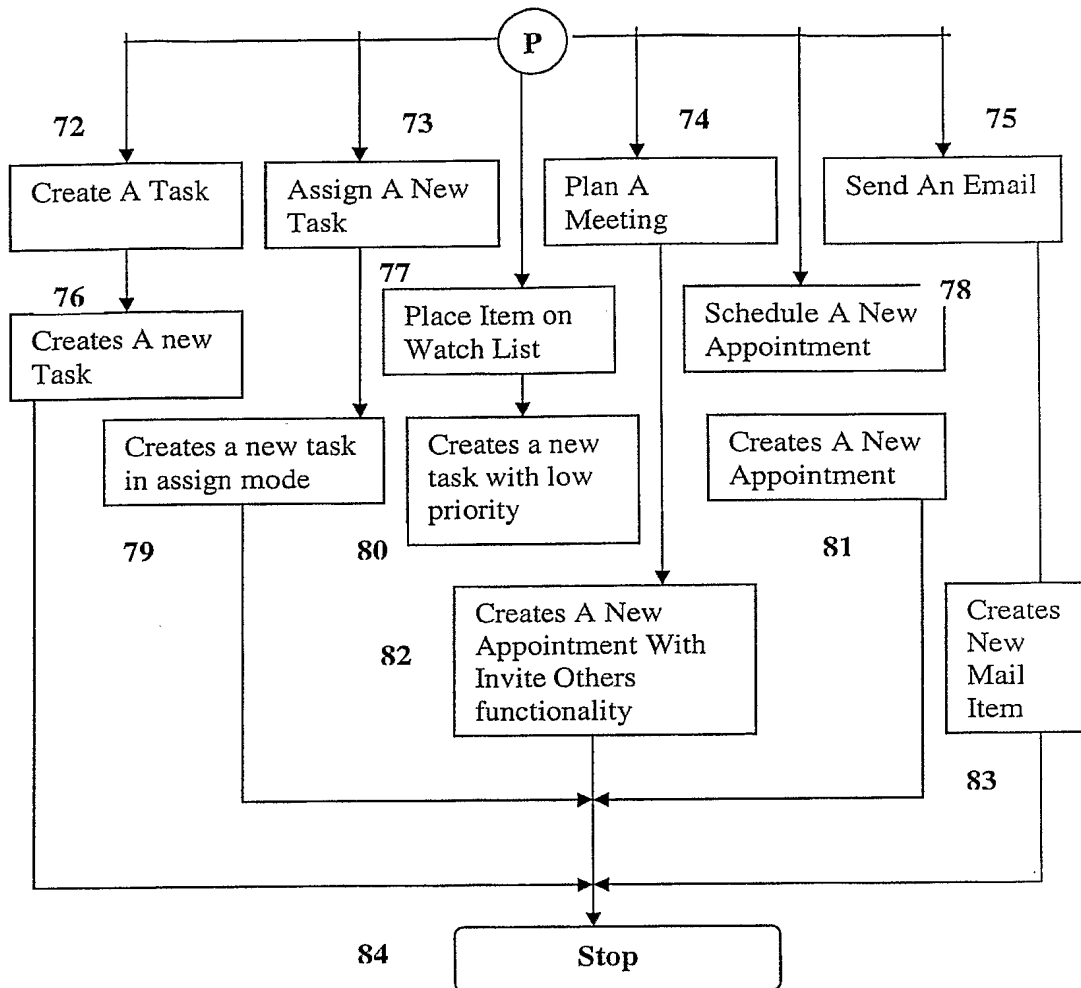 P
72
73
74
75
Create A Task
Assign A New
Task
Plan A
Meeting
Send An Email
76
77
78
Creates A new
Task
Place Item on
Watch List
Schedule A New
Appointment
Creates a new task
in assign mode
Creates a new
task with low
priority
Creates A New
Appointment
79
80
81
Creates A New
Appointment With
Invite Others
functionality
82
Creates
New
Mail
Item
83
84
Stop